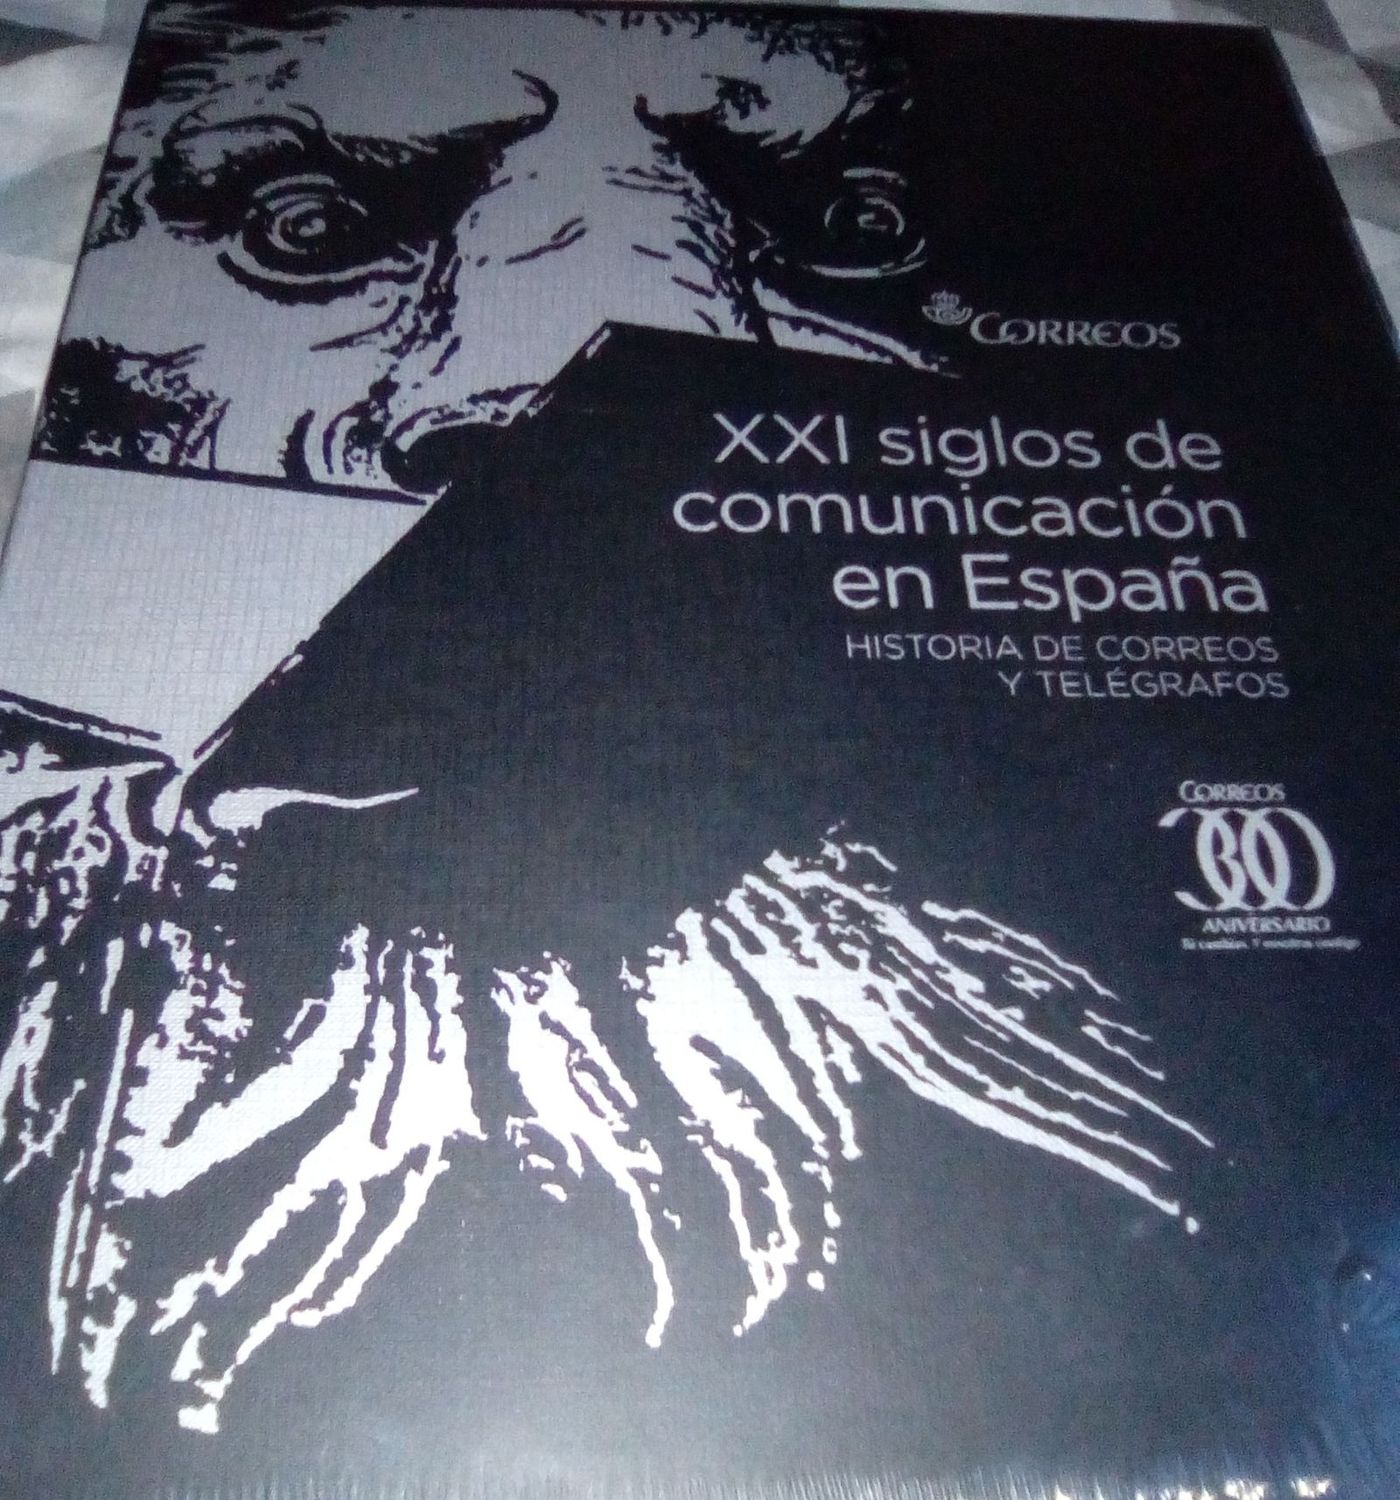 CORREOS
XXI siglos de
comunicación
en España
HISTORIA DE CORREOS
Y TELÉGRAFOS
CORREOS
300
ANIVERSARIO